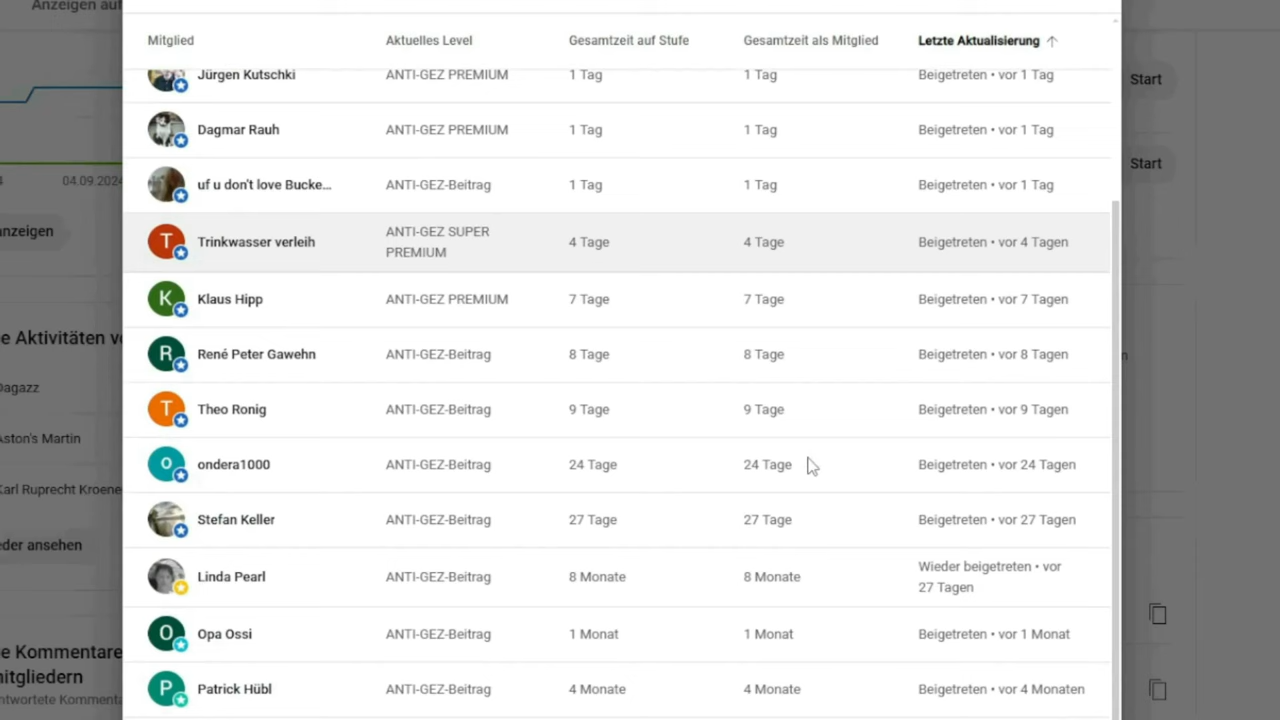 Anzeigen auf
Mitglied Aktuelles Level Gesamtzeit auf Stufe Gesamtzeit als Mitglied Letzte Aktualisierung
Jürgen Kutschki ANTI-GEZ PREMIUM 1 Tag 1 Tag Beigetreten • vor 1 Tag
Start
Dagmar Rauh ANTI-GEZ PREMIUM 1 Tag 1 Tag Beigetreten • vor 1 Tag
Start
04.09.2024
uf u don't love Bucke... ANTI-GEZ-Beitrag 1 Tag 1 Tag Beigetreten • vor 1 Tag
anzeigen
T Trinkwasser verleih ANTI-GEZ SUPER
PREMIUM 4 Tage 4 Tage Beigetreten • vor 4 Tagen
K Klaus Hipp ANTI-GEZ PREMIUM 7 Tage 7 Tage Beigetreten • vor 7 Tagen
e Aktivitäten v
R René Peter Gawehn ANTI-GEZ-Beitrag 8 Tage 8 Tage Beigetreten • vor 8 Tagen
Dagazz
T Theo Ronig ANTI-GEZ-Beitrag 9 Tage 9 Tage Beigetreten • vor 9 Tagen
Aston's Martin
o ondera1000 ANTI-GEZ-Beitrag 24 Tage 24 Tage Beigetreten • vor 24 Tagen
Karl Ruprecht Kroene
Stefan Keller ANTI-GEZ-Beitrag 27 Tage 27 Tage Beigetreten • vor 27 Tagen
eder ansehen
Linda Pearl ANTI-GEZ-Beitrag 8 Monate 8 Monate Wieder beigetreten • vor
27 Tagen
O Opa Ossi ANTI-GEZ-Beitrag 1 Monat 1 Monat Beigetreten • vor 1 Monat
e Kommentare
mitgliedern
P Patrick Hübl ANTI-GEZ-Beitrag 4 Monate 4 Monate Beigetreten • vor 4 Monaten
ntwortete Kommenta